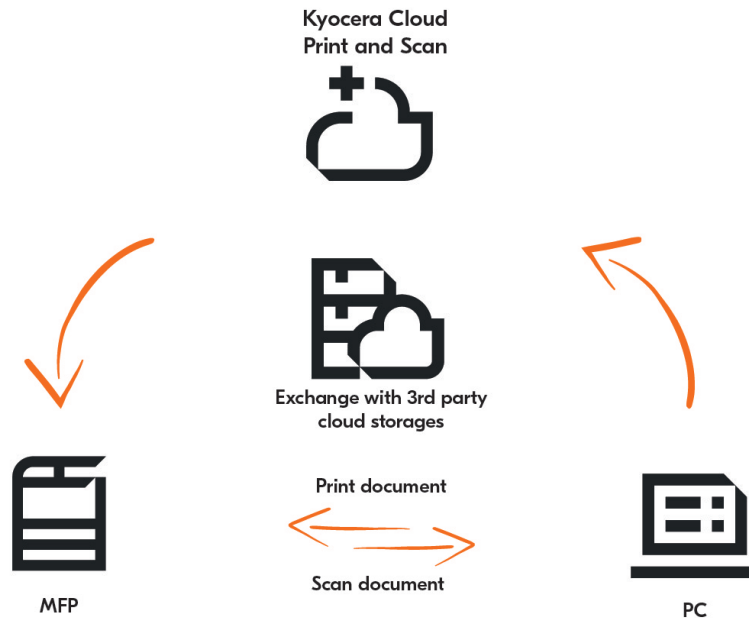 Kyocera Cloud
Print and Scan
Exchange with 3rd party
cloud storages
Print document
Scan document
MFP
PC